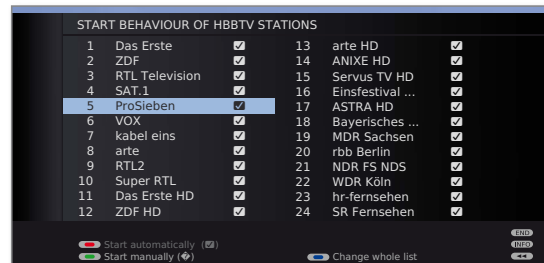 START BEHAVIOUR OF HBBTV STATIONS
1 Das Erste
2 ZDF
3 RTL Television
4 SAT.1
5 ProSieben
6 VOX
7 kabel eins
8 arte
9 RTL2
10 Super RTL
11 Das Erste HD
12 ZDF HD
13 arte HD
14 ANIXE HD
15 Servus TV HD
16 Einsfestival ...
17 ASTRA HD
18 Bayerisches ...
19 MDR Sachsen
20 rbb Berlin
21 NDR FS NDS
22 WDR Köln
23 hr-fernsehen
24 SR Fernsehen
Start automatically (☑)
Start manually (�)
Change whole list
END
INFO